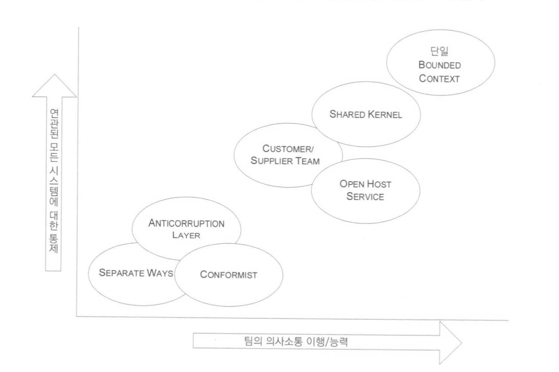 단일
BOUNDED
CONTEXT
SHARED KERNEL
CUSTOMER/
SUPPLIER TEAM
OPEN HOST
SERVICE
ANTICORRUPTION
LAYER
SEPARATE WAYS
CONFORMIST
연관된 모든 시스템에 대한 통제
팀의 의사소통 이행/능력